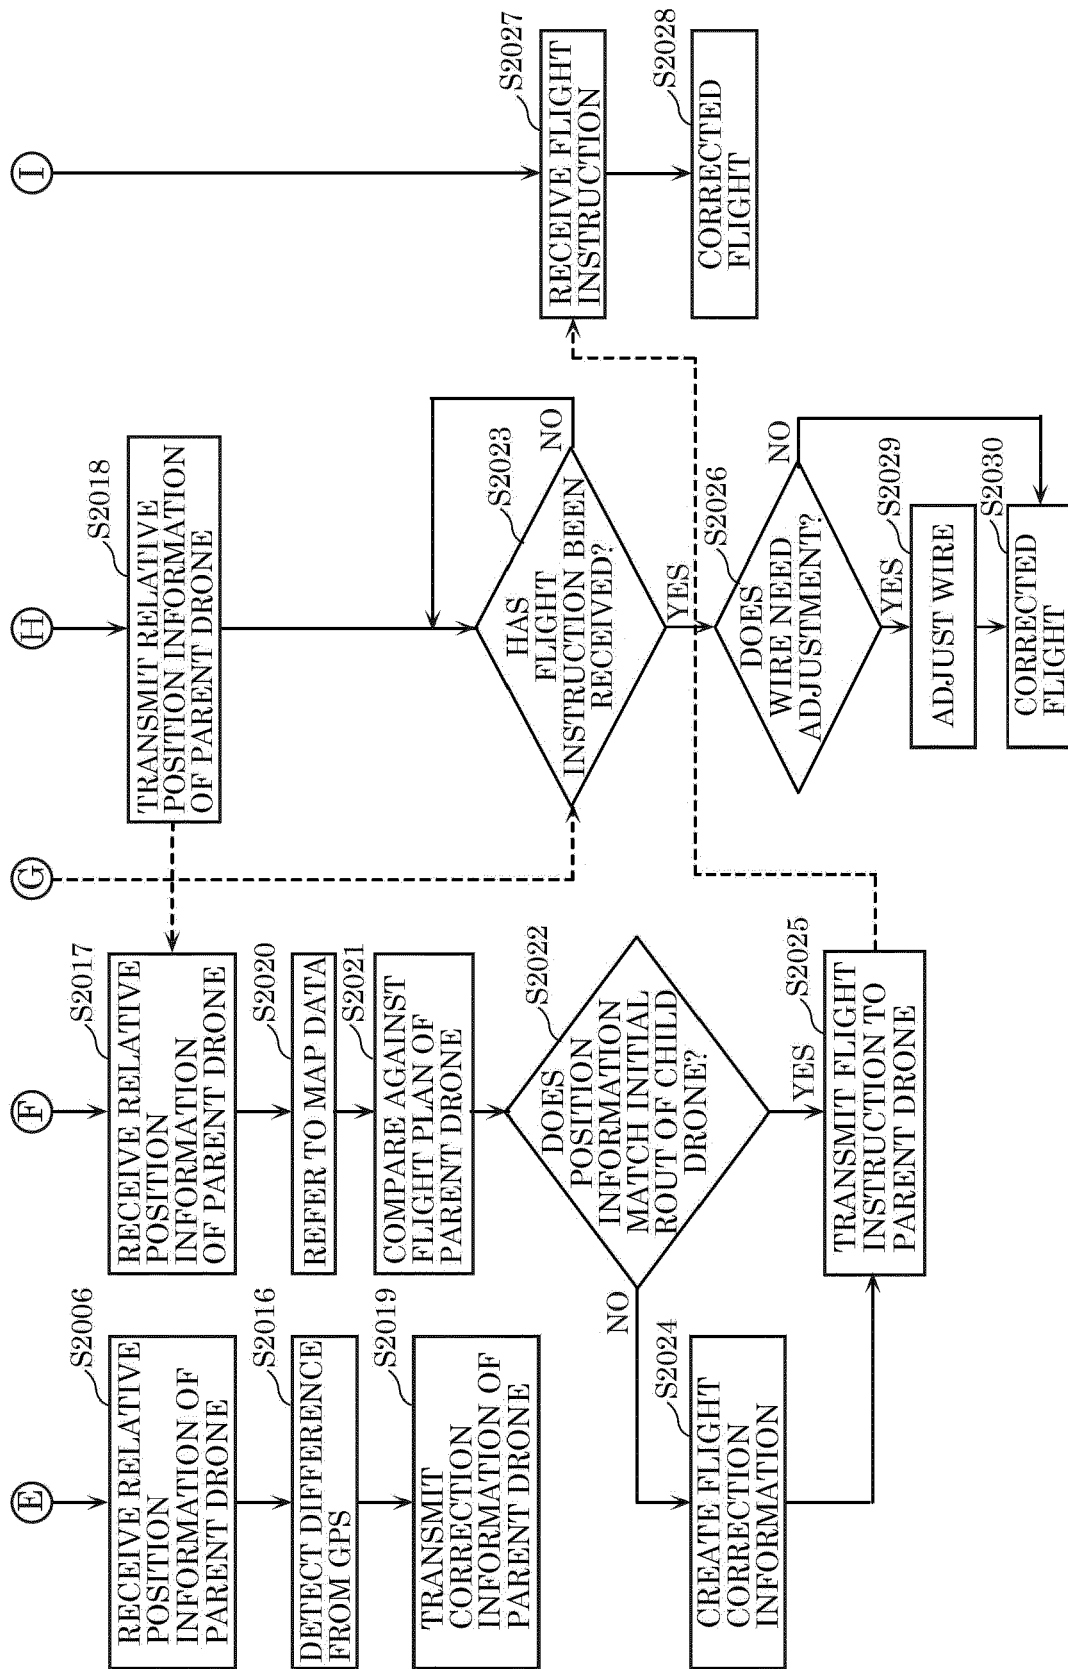 E
S2006
RECEIVE RELATIVE
POSITION
INFORMATION OF
PARENT DRONE
S2016
DETECT DIFFERENCE
FROM GPS
S2019
TRANSMIT
CORRECTION
INFORMATION OF
PARENT DRONE
F
S2017
RECEIVE RELATIVE
POSITION
INFORMATION
OF PARENT DRONE
S2020
REFER TO MAP DATA
S2021
COMPARE AGAINST
FLIGHT PLAN OF
PARENT DRONE
S2022
DOES
POSITION
INFORMATION
MATCH INITIAL
ROUT OF CHILD
DRONE?
NO
YES
S2024
CREATE FLIGHT
CORRECTION
INFORMATION
S2025
TRANSMIT FLIGHT
INSTRUCTION TO
PARENT DRONE
G
H
S2018
TRANSMIT RELATIVE
POSITION INFORMATION
OF PARENT DRONE
S2023
HAS
FLIGHT
INSTRUCTION BEEN
RECEIVED?
NO
YES
S2026
DOES
WIRE NEED
ADJUSTMENT?
NO
YES
S2029
ADJUST WIRE
S2030
CORRECTED
FLIGHT
I
S2027
RECEIVE FLIGHT
INSTRUCTION
S2028
CORRECTED
FLIGHT